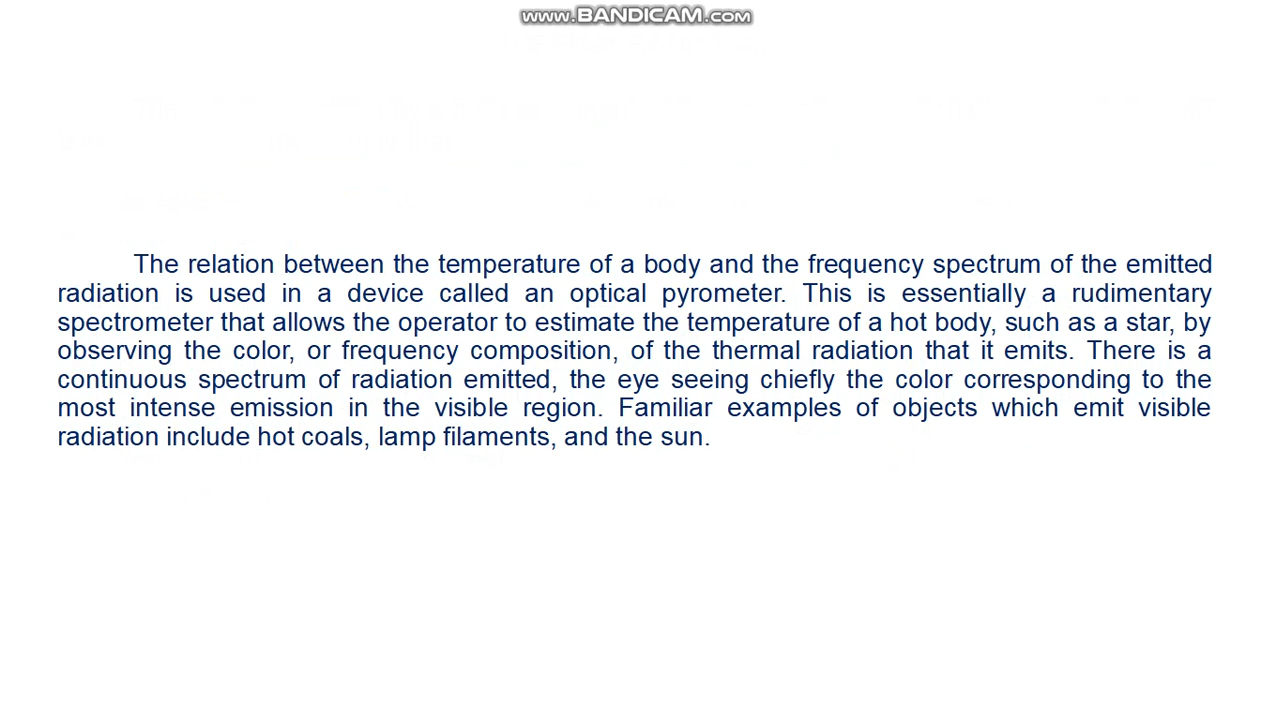 www.BANDICAM.com
The relation between the temperature of a body and the frequency spectrum of the emitted
radiation is used in a device called an optical pyrometer. This is essentially a rudimentary
spectrometer that allows the operator to estimate the temperature of a hot body, such as a star, by
observing the color, or frequency composition, of the thermal radiation that it emits. There is a
continuous spectrum of radiation emitted, the eye seeing chiefly the color corresponding to the
most intense emission in the visible region. Familiar examples of objects which emit visible
radiation include hot coals, lamp filaments, and the sun.